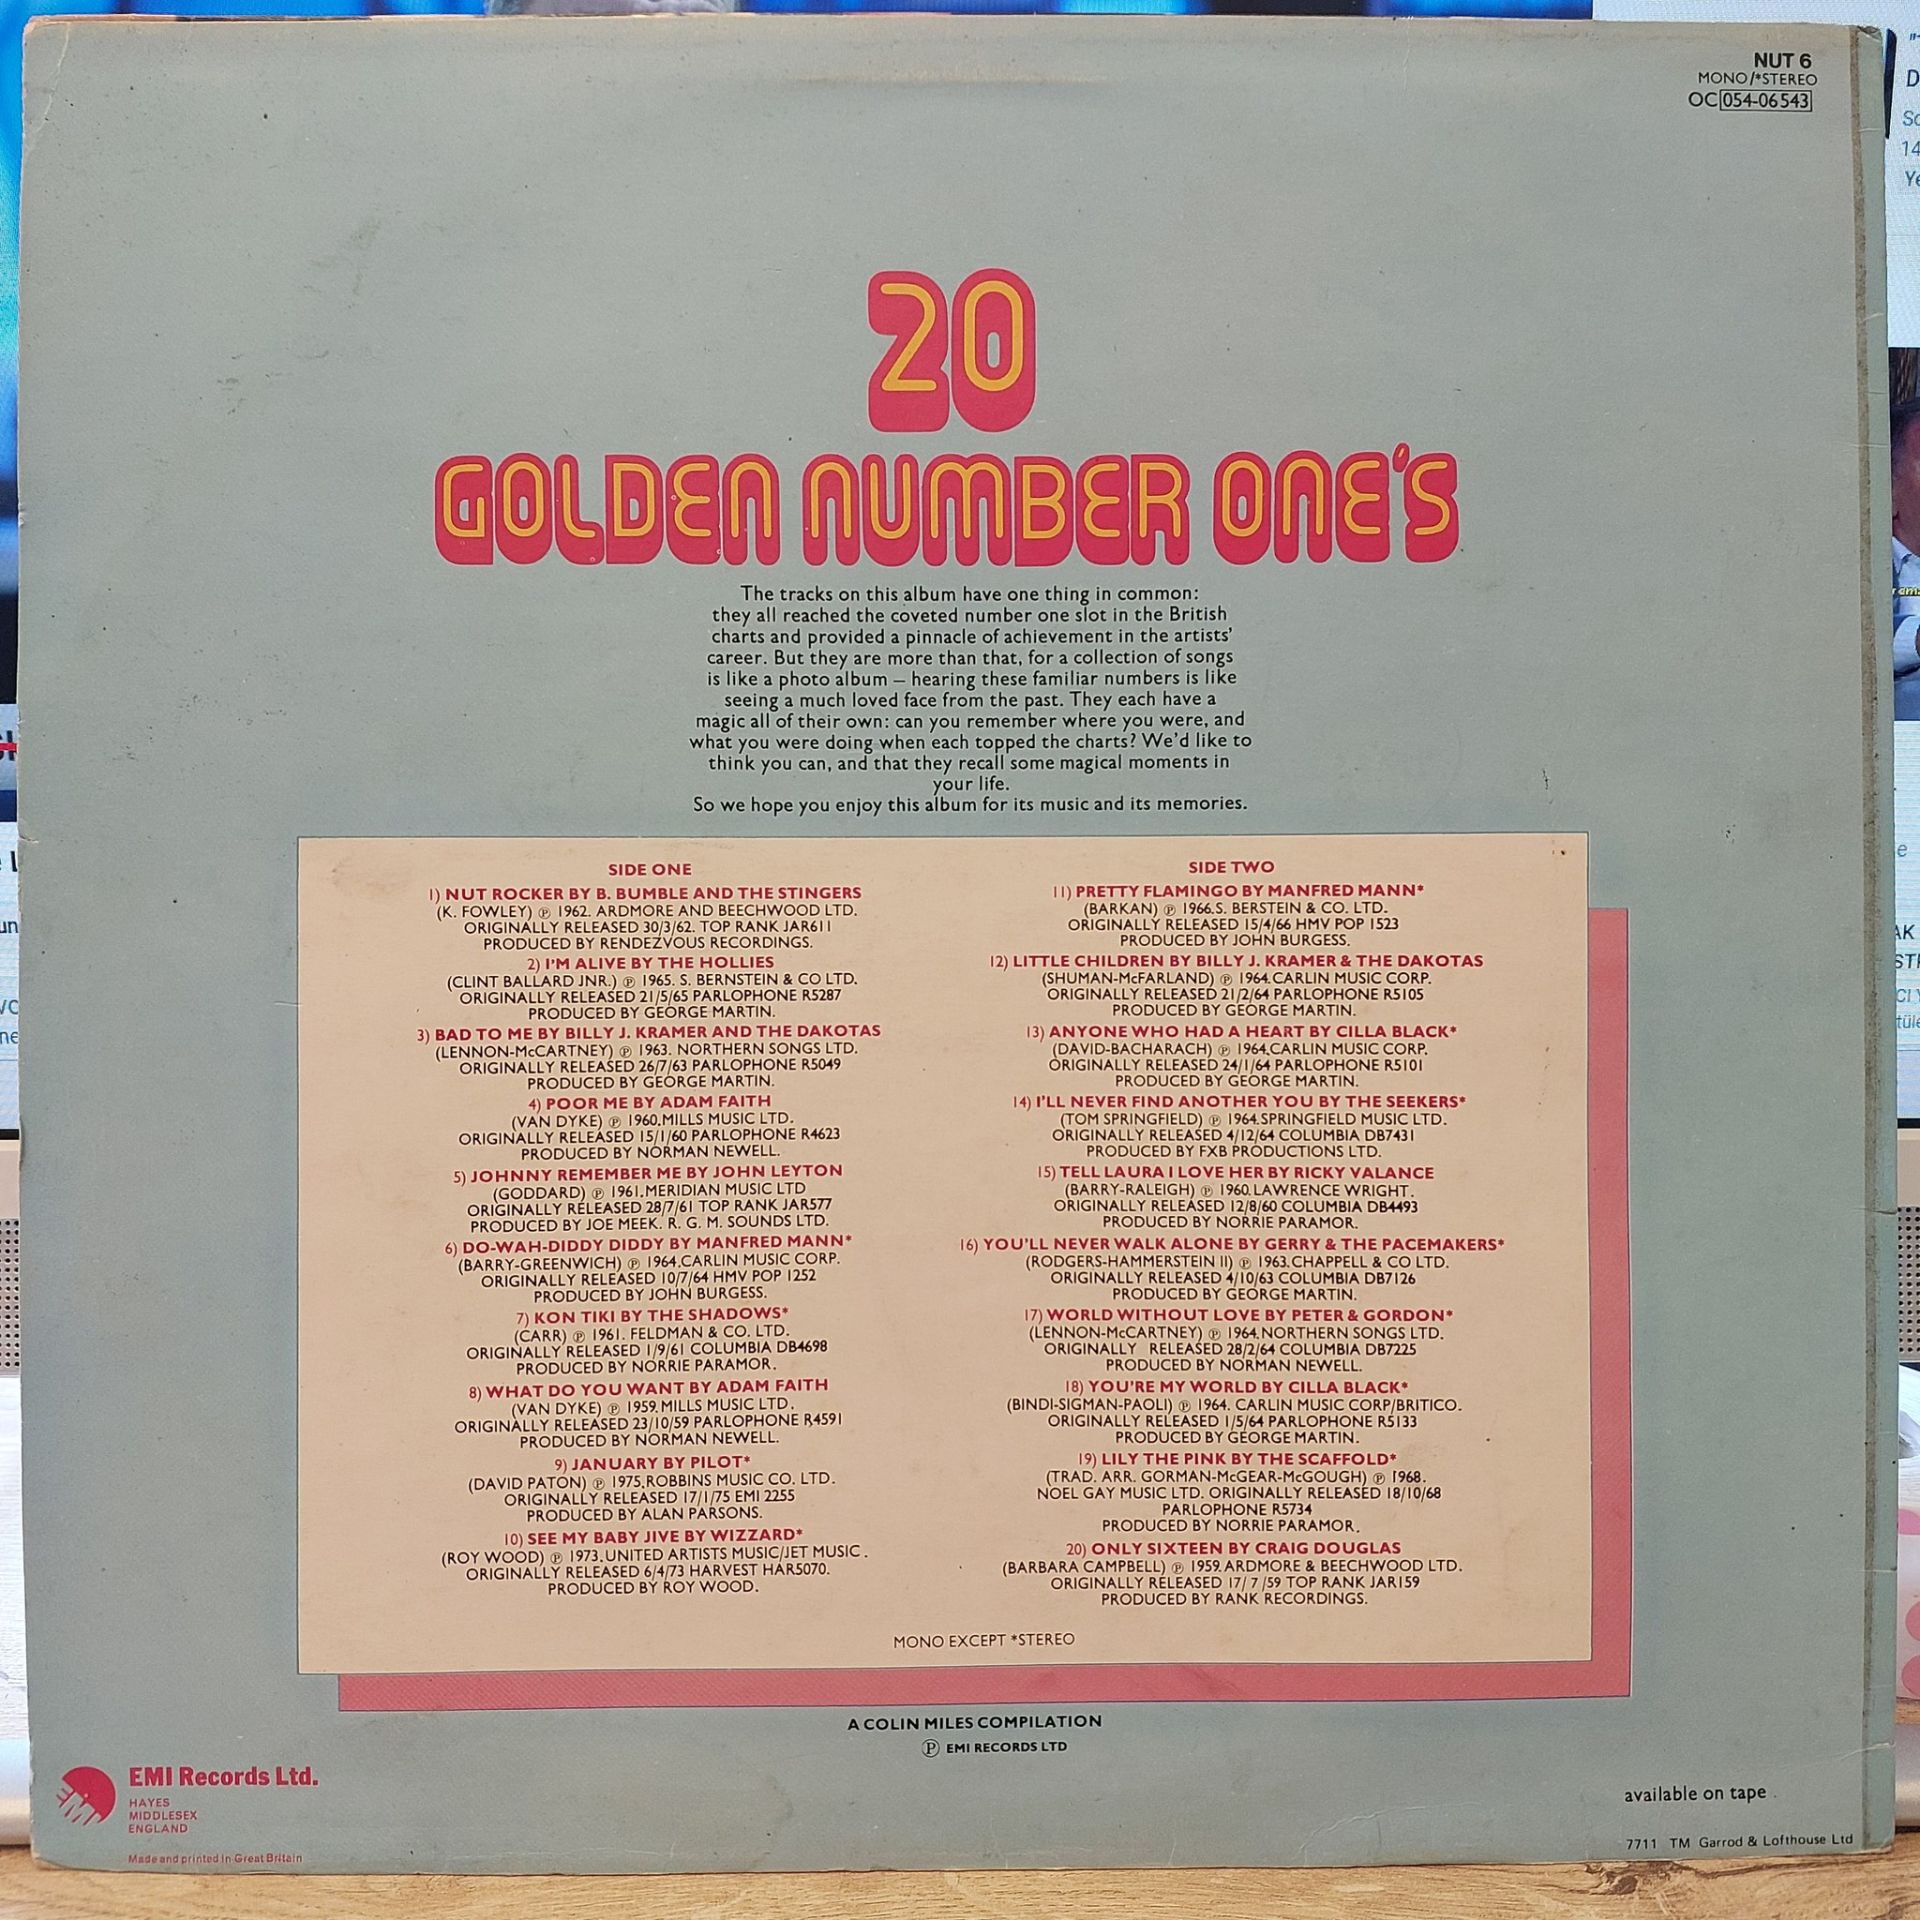 NUT 6
MONO/*STEREO
OC 054-06543
20
GOLDEN NUMBER ONE'S
The tracks on this album have one thing in common:
they all reached the coveted number one slot in the British
charts and provided a pinnacle of achievement in the artists'
career. But they are more than that, for a collection of songs
is like a photo album – hearing these familiar numbers is like
seeing a much loved face from the past. They each have a
magic all of their own: can you remember where you were, and
what you were doing when each topped the charts? We'd like to
think you can, and that they recall some magical moments in
your life.
So we hope you enjoy this album for its music and its memories.
SIDE ONE
1) NUT ROCKER BY B. BUMBLE AND THE STINGERS
(K. FOWLEY) ℗ 1962. ARDMORE AND BEECHWOOD LTD.
ORIGINALLY RELEASED 30/3/62. TOP RANK JAR611
PRODUCED BY RENDEZVOUS RECORDINGS.
2) I'M ALIVE BY THE HOLLIES
(CLINT BALLARD JNR.) ℗ 1965. S. BERNSTEIN & CO LTD.
ORIGINALLY RELEASED 21/5/65 PARLOPHONE R5287
PRODUCED BY GEORGE MARTIN.
3) BAD TO ME BY BILLY J. KRAMER AND THE DAKOTAS
(LENNON-McCARTNEY) ℗ 1963. NORTHERN SONGS LTD.
ORIGINALLY RELEASED 26/7/63 PARLOPHONE R5049
PRODUCED BY GEORGE MARTIN.
4) POOR ME BY ADAM FAITH
(VAN DYKE) ℗ 1960. MILLS MUSIC LTD.
ORIGINALLY RELEASED 15/1/60 PARLOPHONE R4623
PRODUCED BY NORMAN NEWELL.
5) JOHNNY REMEMBER ME BY JOHN LEYTON
(GODDARD) ℗ 1961. MERIDIAN MUSIC LTD
ORIGINALLY RELEASED 28/7/61 TOP RANK JAR577
PRODUCED BY JOE MEEK. R. G. M. SOUNDS LTD.
6) DO-WAH-DIDDY DIDDY BY MANFRED MANN*
(BARRY-GREENWICH) ℗ 1964. CARLIN MUSIC CORP.
ORIGINALLY RELEASED 10/7/64 HMV POP 1252
PRODUCED BY JOHN BURGESS.
7) KON TIKI BY THE SHADOWS*
(CARR) ℗ 1961. FELDMAN & CO. LTD.
ORIGINALLY RELEASED 1/9/61 COLUMBIA DB4698
PRODUCED BY NORRIE PARAMOR.
8) WHAT DO YOU WANT BY ADAM FAITH
(VAN DYKE) ℗ 1959. MILLS MUSIC LTD.
ORIGINALLY RELEASED 23/10/59 PARLOPHONE R4591
PRODUCED BY NORMAN NEWELL.
9) JANUARY BY PILOT*
(DAVID PATON) ℗ 1975. ROBBINS MUSIC CO. LTD.
ORIGINALLY RELEASED 17/1/75 EMI 2255
PRODUCED BY ALAN PARSONS.
10) SEE MY BABY JIVE BY WIZZARD*
(ROY WOOD) ℗ 1973. UNITED ARTISTS MUSIC/JET MUSIC.
ORIGINALLY RELEASED 6/4/73 HARVEST HAR5070.
PRODUCED BY ROY WOOD.
SIDE TWO
11) PRETTY FLAMINGO BY MANFRED MANN*
(BARKAN) ℗ 1966. S. BERSTEIN & CO. LTD.
ORIGINALLY RELEASED 15/4/66 HMV POP 1523
PRODUCED BY JOHN BURGESS.
12) LITTLE CHILDREN BY BILLY J. KRAMER & THE DAKOTAS
(SHUMAN-McFARLAND) ℗ 1964. CARLIN MUSIC CORP.
ORIGINALLY RELEASED 21/2/64 PARLOPHONE R5105
PRODUCED BY GEORGE MARTIN.
13) ANYONE WHO HAD A HEART BY CILLA BLACK*
(DAVID-BACHARACH) ℗ 1964. CARLIN MUSIC CORP.
ORIGINALLY RELEASED 24/1/64 PARLOPHONE R5101
PRODUCED BY GEORGE MARTIN.
14) I'LL NEVER FIND ANOTHER YOU BY THE SEEKERS*
(TOM SPRINGFIELD) ℗ 1964. SPRINGFIELD MUSIC LTD.
ORIGINALLY RELEASED 4/12/64 COLUMBIA DB7431
PRODUCED BY FXB PRODUCTIONS LTD.
15) TELL LAURA I LOVE HER BY RICKY VALANCE
(BARRY-RALEIGH) ℗ 1960. LAWRENCE WRIGHT.
ORIGINALLY RELEASED 12/8/60 COLUMBIA DB4493
PRODUCED BY NORRIE PARAMOR.
16) YOU'LL NEVER WALK ALONE BY GERRY & THE PACEMAKERS*
(RODGERS-HAMMERSTEIN II) ℗ 1963. CHAPPELL & CO LTD.
ORIGINALLY RELEASED 4/10/63 COLUMBIA DB7126
PRODUCED BY GEORGE MARTIN.
17) WORLD WITHOUT LOVE BY PETER & GORDON*
(LENNON-McCARTNEY) ℗ 1964. NORTHERN SONGS LTD.
ORIGINALLY RELEASED 28/2/64 COLUMBIA DB7225
PRODUCED BY NORMAN NEWELL.
18) YOU'RE MY WORLD BY CILLA BLACK*
(BINDI-SIGMAN-PAOLI) ℗ 1964. CARLIN MUSIC CORP/BRITICO.
ORIGINALLY RELEASED 1/5/64 PARLOPHONE R5133
PRODUCED BY GEORGE MARTIN.
19) LILY THE PINK BY THE SCAFFOLD*
(TRAD. ARR. GORMAN-McGEAR-McGOUGH) ℗ 1968.
NOEL GAY MUSIC LTD. ORIGINALLY RELEASED 18/10/68
PARLOPHONE R5734
PRODUCED BY NORRIE PARAMOR.
20) ONLY SIXTEEN BY CRAIG DOUGLAS
(BARBARA CAMPBELL) ℗ 1959. ARDMORE & BEECHWOOD LTD.
ORIGINALLY RELEASED 17/7/59 TOP RANK JAR159
PRODUCED BY RANK RECORDINGS.
MONO EXCEPT *STEREO
A COLIN MILES COMPILATION
℗ EMI RECORDS LTD
EMI
EMI Records Ltd.
HAYES
MIDDLESEX
ENGLAND
Made and printed in Great Britain
available on tape
7711 TM Garrod & Lofthouse Ltd